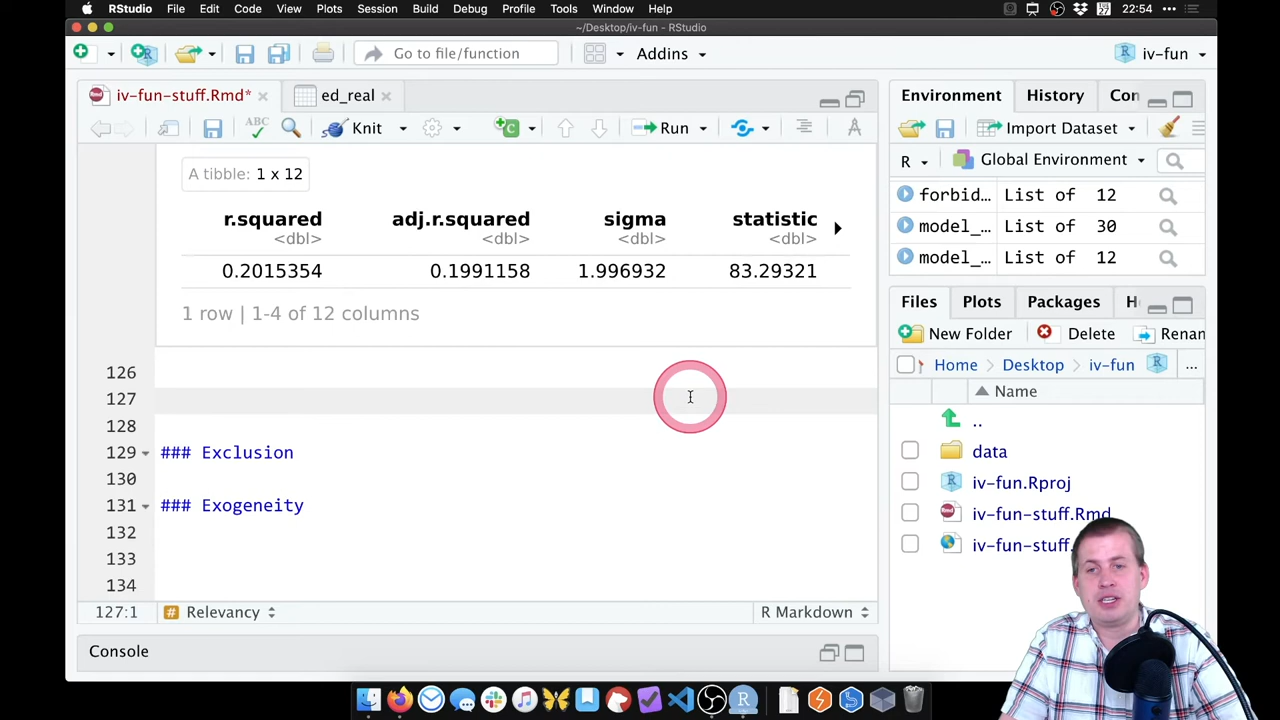 RStudio File Edit Code View Plots Session Build Debug Profile Tools Window Help 22:54
~/Desktop/iv-fun - RStudio
Go to file/function Addins iv-fun
iv-fun-stuff.Rmd* ed_real
ABC Knit Run
A tibble: 1 x 12
r.squared adj.r.squared sigma statistic
<dbl> <dbl> <dbl> <dbl>
0.2015354 0.1991158 1.996932 83.29321
1 row | 1-4 of 12 columns
126
127
128
129 ### Exclusion
130
131 ### Exogeneity
132
133
134
127:1 # Relevancy R Markdown
Console
Environment History Con
Import Dataset
R Global Environment
forbid… List of 12
model_… List of 30
model_… List of 12
Files Plots Packages H
New Folder Delete Renan
Home Desktop iv-fun R ...
Name
..
data
iv-fun.Rproj
iv-fun-stuff.Rmd
iv-fun-stuff.